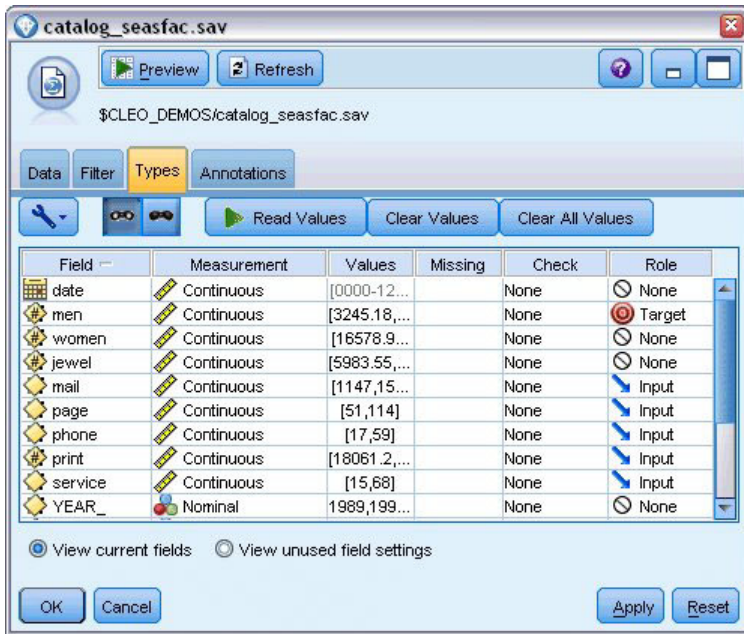 catalog_seasfac.sav
Preview Refresh
$CLEO_DEMOS/catalog_seasfac.sav
Data Filter Types Annotations
Read Values Clear Values Clear All Values
Field Measurement Values Missing Check Role
date Continuous [0000-12... None None
men Continuous [3245.18,... None Target
women Continuous [16578.9... None None
jewel Continuous [5983.55,... None None
mail Continuous [1147,15... None Input
page Continuous [51,114] None Input
phone Continuous [17,59] None Input
print Continuous [18061.2,... None Input
service Continuous [15,68] None Input
YEAR_ Nominal 1989,199... None None
View current fields View unused field settings
OK Cancel Apply Reset